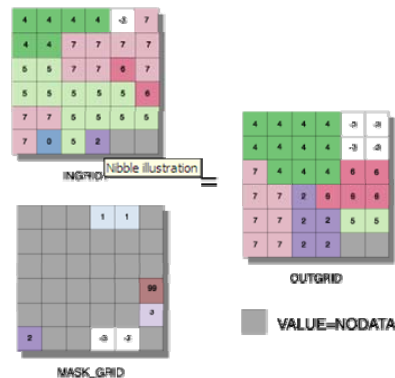 4 4 4 4 -3 7
4 4 7 7 7 7
5 5 7 7 6 7
5 5 5 5 5 6
7 7 5 5 5 5
7 0 5 2
Nibble illustration
INGRID1
=
4 4 4 4 -3 -3
4 4 4 4 -3 -3
7 4 4 4 6 6
7 7 2 6 6 6
7 7 2 2 5 5
7 7 2 2
OUTGRID
1 1
99
3
2
MASK_GRID
VALUE=NODATA